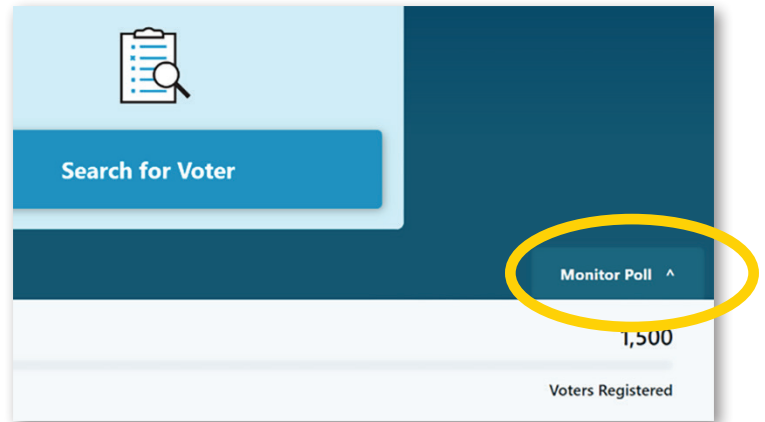 Search for Voter
Monitor Poll ^
1,500
Voters Registered